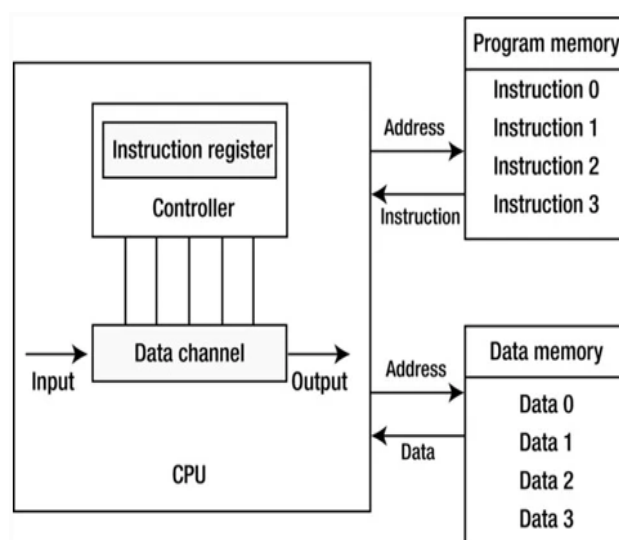 Instruction register
Controller
Data channel
Input
Output
CPU
Address
Instruction
Program memory
Instruction 0
Instruction 1
Instruction 2
Instruction 3
Address
Data
Data memory
Data 0
Data 1
Data 2
Data 3